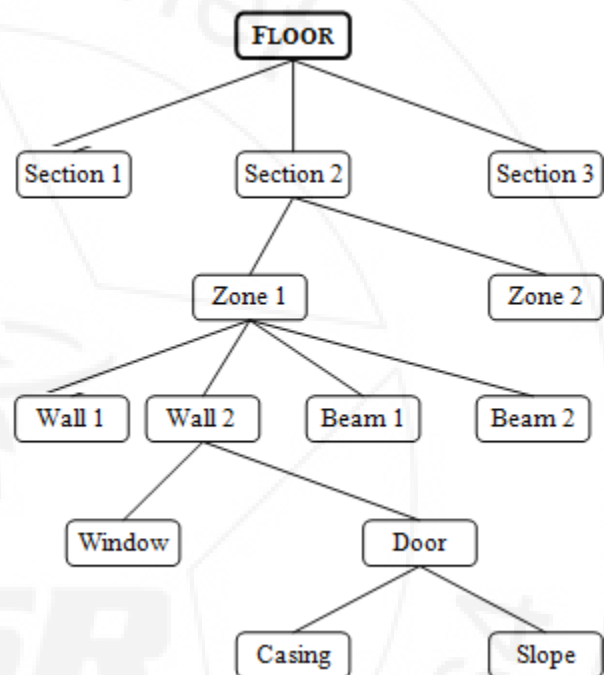 FLOOR
Section 1
Section 2
Section 3
Zone 1
Zone 2
Wall 1
Wall 2
Beam 1
Beam 2
Window
Door
Casing
Slope